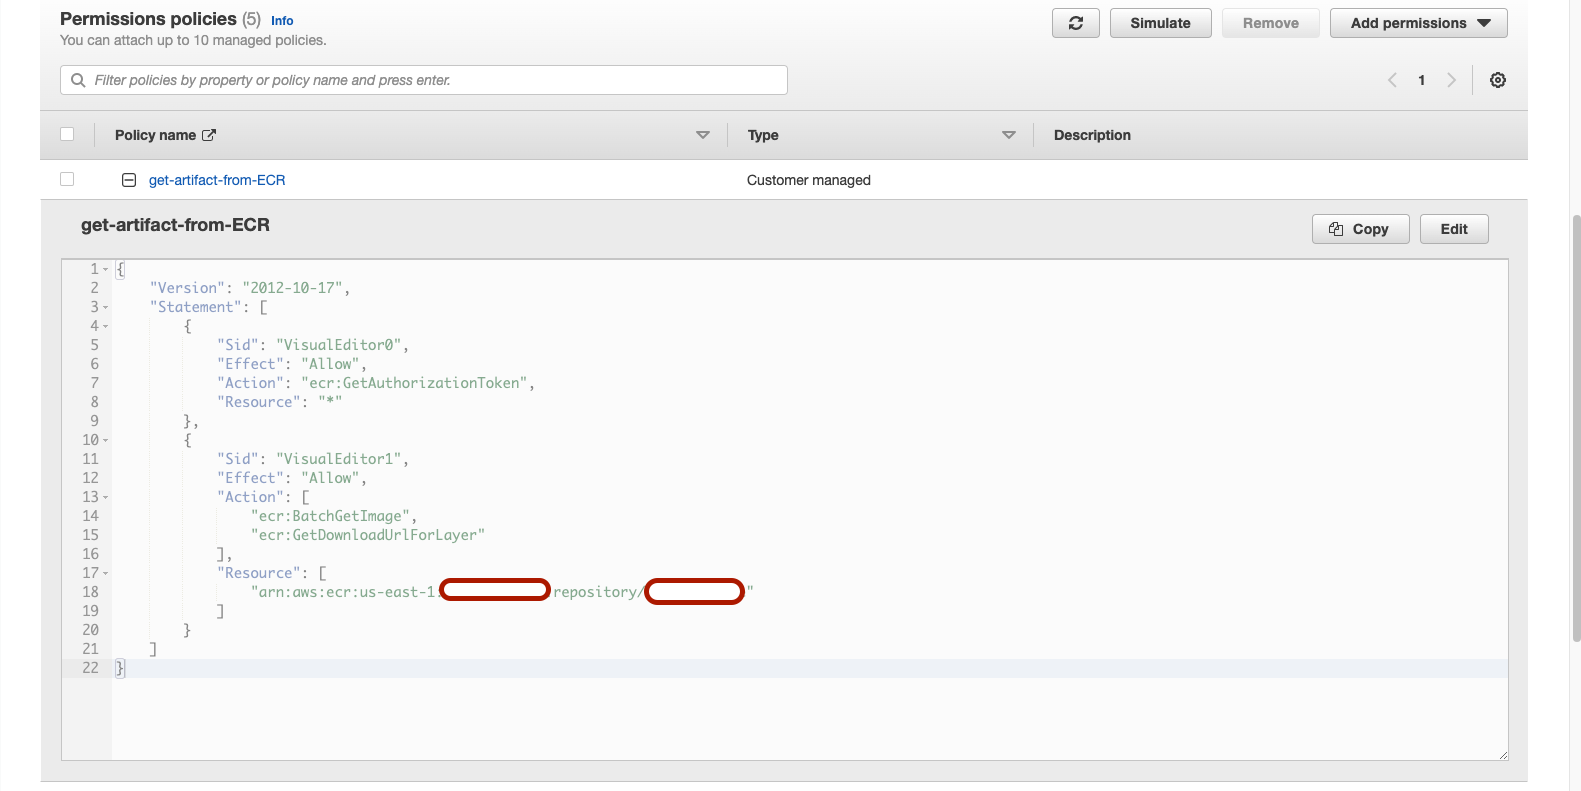 Permissions policies (5) Info
You can attach up to 10 managed policies.
Simulate Remove Add permissions
Filter policies by property or policy name and press enter.
1
Policy name Type Description
get-artifact-from-ECR Customer managed
get-artifact-from-ECR
Copy Edit
1 {
2 "Version": "2012-10-17",
3 "Statement": [
4 {
5 "Sid": "VisualEditor0",
6 "Effect": "Allow",
7 "Action": "ecr:GetAuthorizationToken",
8 "Resource": "*"
9 },
10 {
11 "Sid": "VisualEditor1",
12 "Effect": "Allow",
13 "Action": [
14 "ecr:BatchGetImage",
15 "ecr:GetDownloadUrlForLayer"
16 ],
17 "Resource": [
18 "arn:aws:ecr:us-east-1: repository/ "
19 ]
20 }
21 ]
22 }